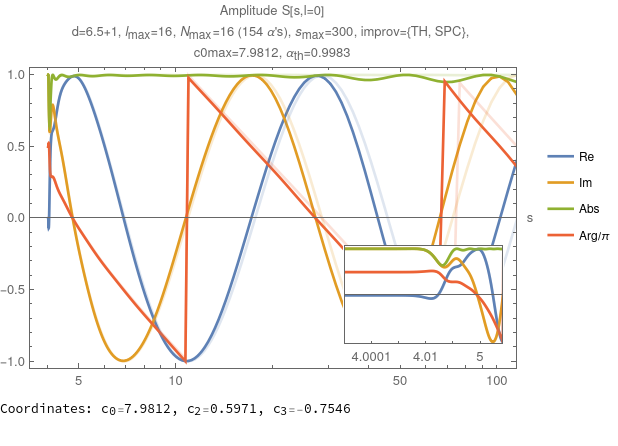 Amplitude S[s,l=0]
d=6.5+1, lmax=16, Nmax=16 (154 α's), smax=300, improv={TH, SPC},
c0max=7.9812, αth=0.9983
1.0
0.5
0.0
−0.5
−1.0
5
10
50
100
s
4.0001
4.01
5
Re
Im
Abs
Arg/π
Coordinates: c0=7.9812, c2=0.5971, c3=-0.7546